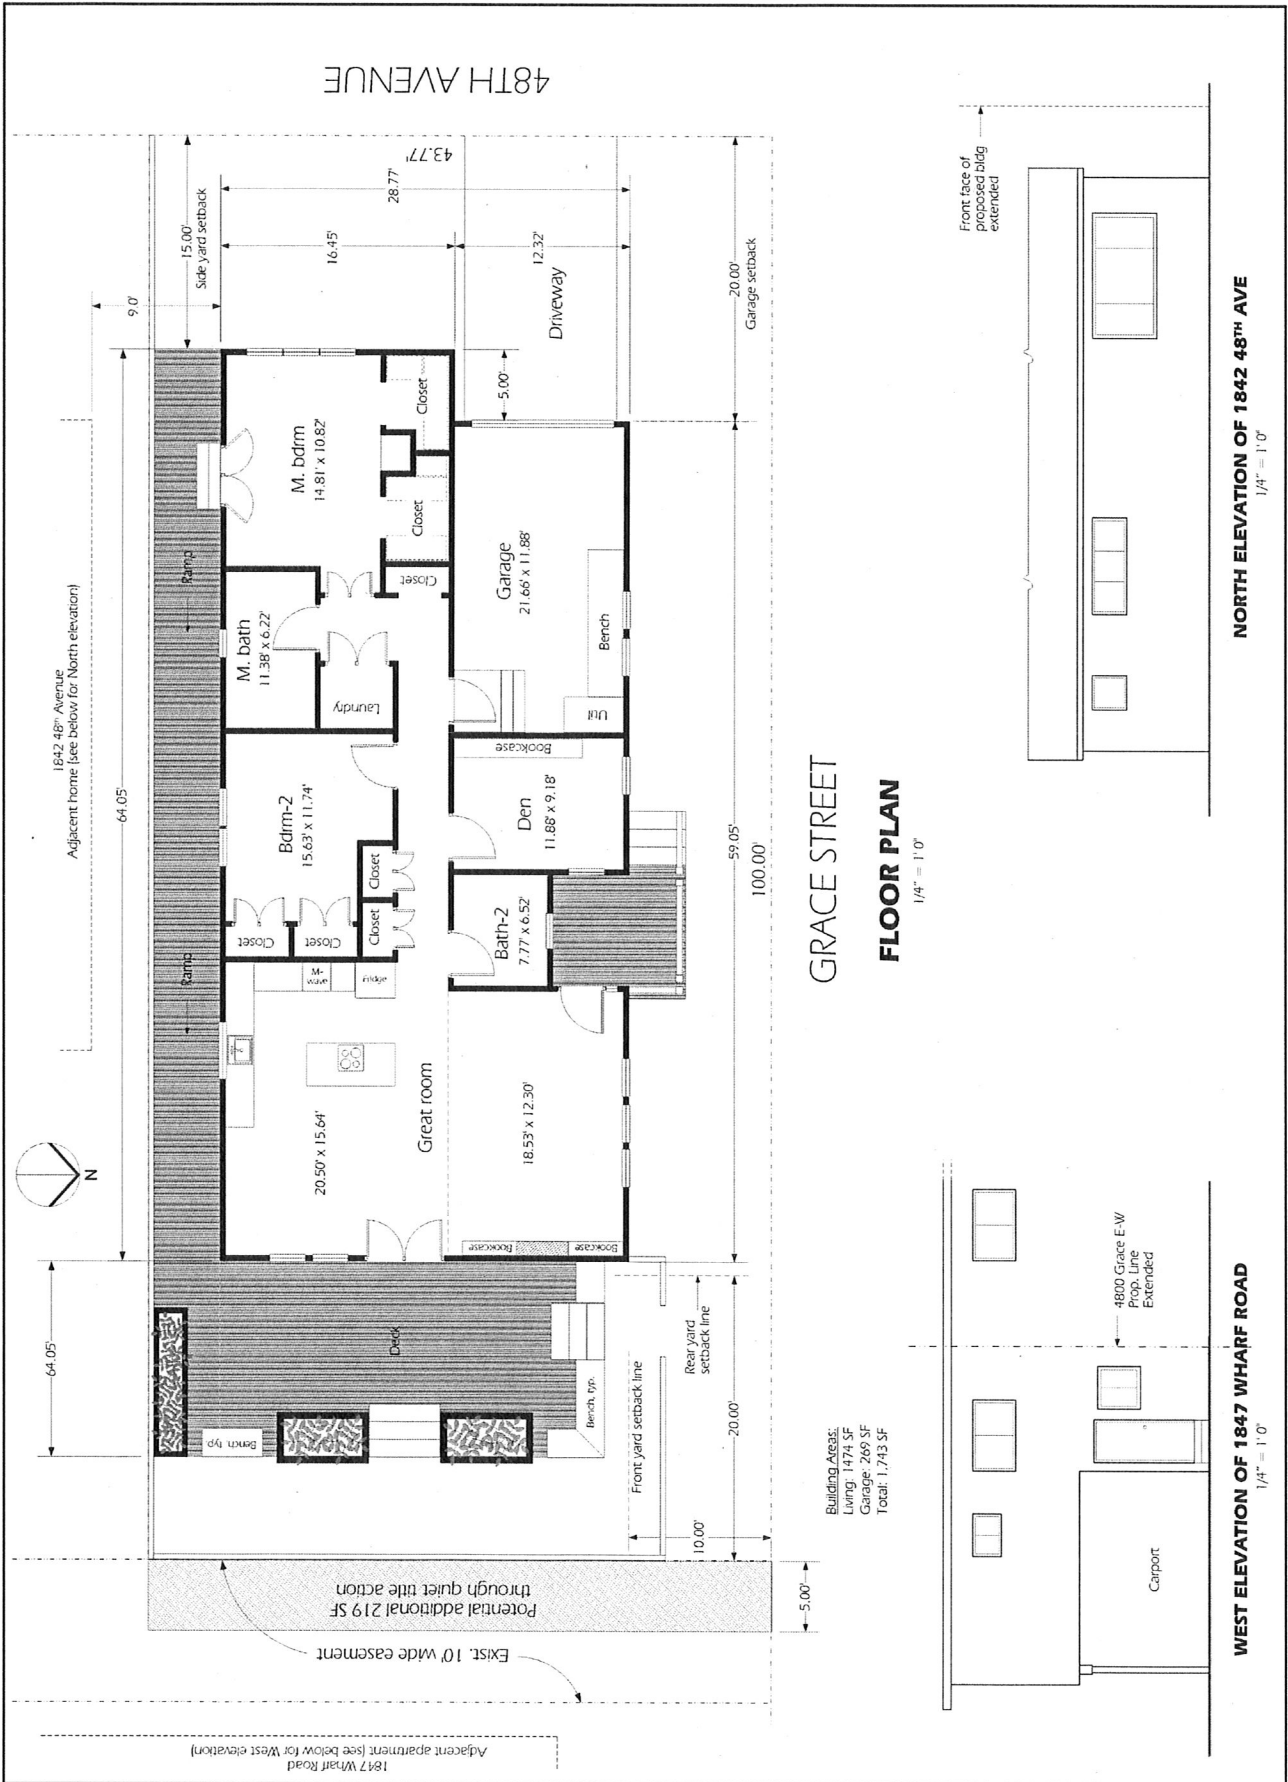 48TH AVENUE
1842 48th Avenue
Adjacent home (see below for North elevation)
9.0'
15.00'
Side yard setback
64.05'
64.05'
43.77'
28.77'
16.45'
12.32'
Driveway
20.00'
Garage setback
5.00'
N
Ramp
Ramp
M. bdrm
14.81' x 10.82'
Closet
Closet
Closet
M. bath
11.38' x 6.22'
Laundry
Garage
21.66' x 11.88'
Bench
Util
Bdrm-2
15.63' x 11.74'
Closet
Closet
Closet
Closet
Bookcase
Den
11.88' x 9.18'
Bath-2
7.77' x 6.52'
M-wave
Fridge
Great room
20.50' x 15.64'
18.53' x 12.30'
Bookcase
Bookcase
Deck
Bench, typ.
Bench, typ.
Front yard setback line
Rear yard
setback line
20.00'
10.00'
5.00'
59.05'
100.00'
Potential additional 219 SF
through quiet title action
Exist. 10' wide easement
1847 Wharf Road
Adjacent apartment (see below for West elevation)
GRACE STREET
FLOOR PLAN
1/4" = 1'0"
Building Areas:
Living: 1474 SF
Garage: 269 SF
Total: 1,743 SF
Carport
4800 Grace E-W
Prop. Line
Extended
WEST ELEVATION OF 1847 WHARF ROAD
1/4" = 1'0"
Front face of
proposed bldg
extended
NORTH ELEVATION OF 1842 48TH AVE
1/4" = 1'0"